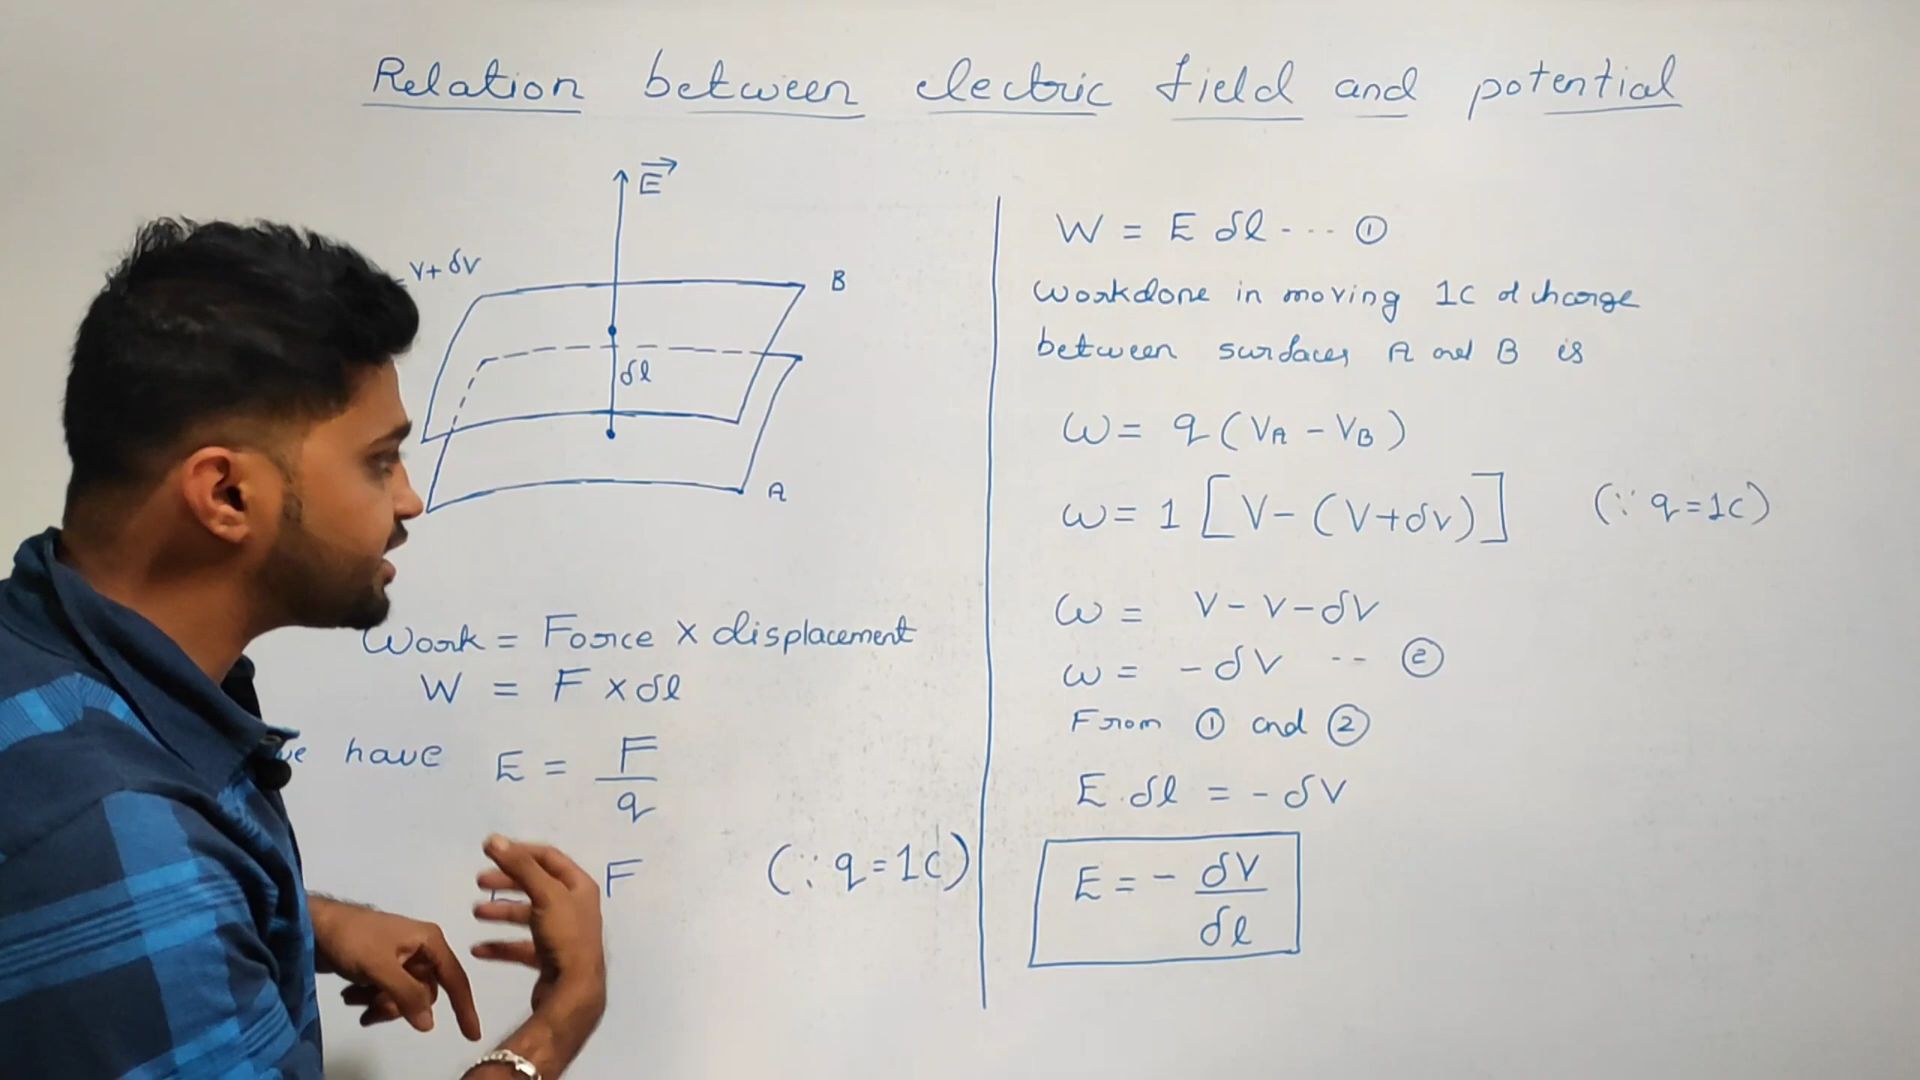 Relation between electric field and potential
E
V+ δV
B
δl
A
Work = Force × displacement
W = F × δl
we have E = F/q
F (∵ q=1C)
W = E δl --- ①
Workdone in moving 1C of charge
between surfaces A and B is
W = q (VA - VB)
W = 1 [V - (V+δV)] (∵ q=1C)
W = V - V - δV
W = - δV -- ②
From ① and ②
E . δl = - δV
E = - δV/δl